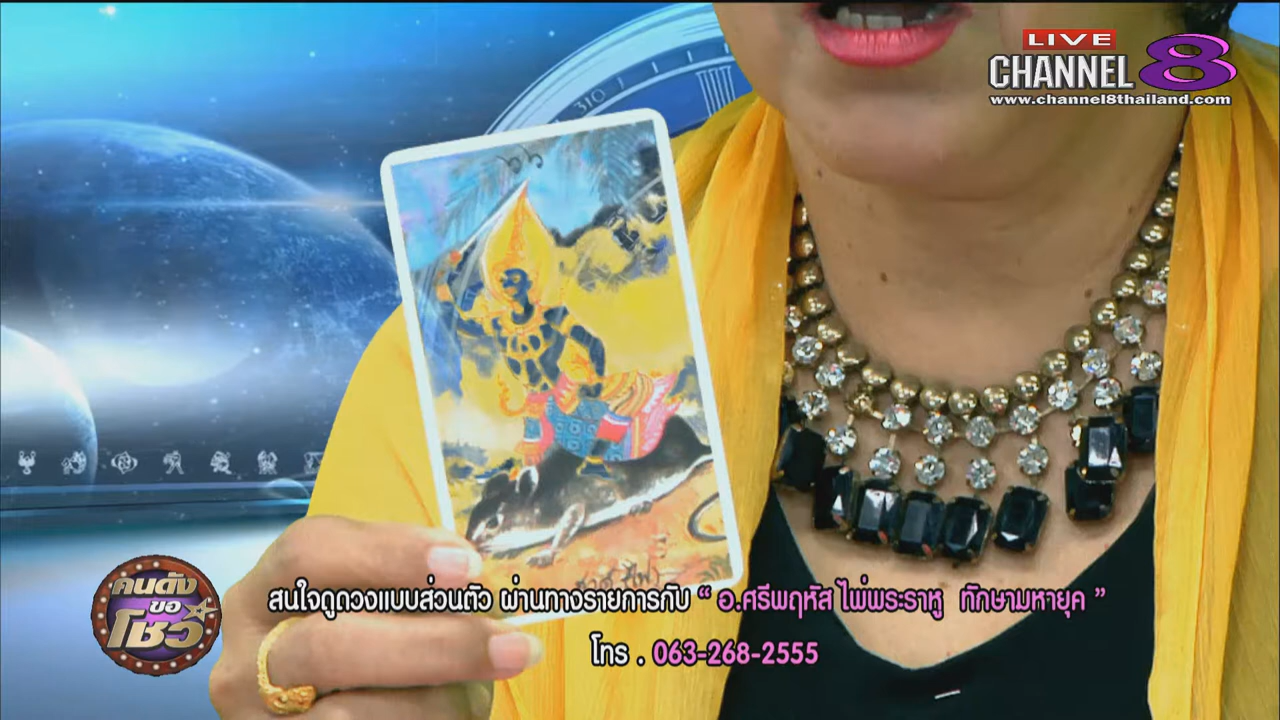 LIVE
CHANNEL 8
www.channel8thailand.com
310
๖๖
คนดัง
ขอ
โชว์
สนใจดูดวงแบบส่วนตัว ผ่านทางรายการกับ “ อ.ศรีพฤหัส ไพ่พระราหู ทักษามหายุค ”
โทร . 063-268-2555